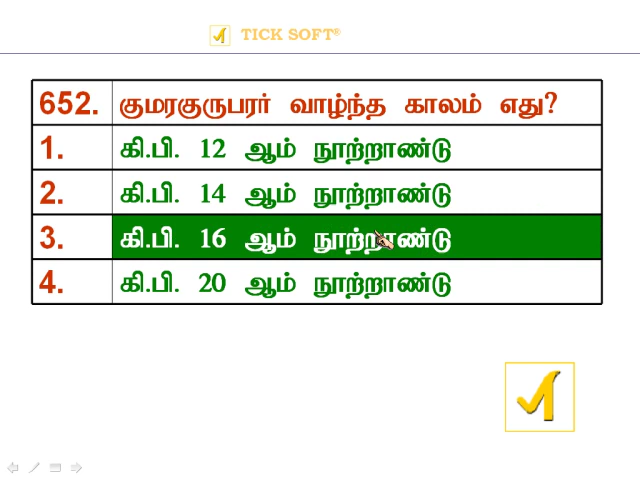 TICK SOFT®
652. குமரகுருபரர் வாழ்ந்த காலம் எது?
1. கி.பி. 12 ஆம் நூற்றாண்டு
2. கி.பி. 14 ஆம் நூற்றாண்டு
3. கி.பி. 16 ஆம் நூற்றாண்டு
4. கி.பி. 20 ஆம் நூற்றாண்டு